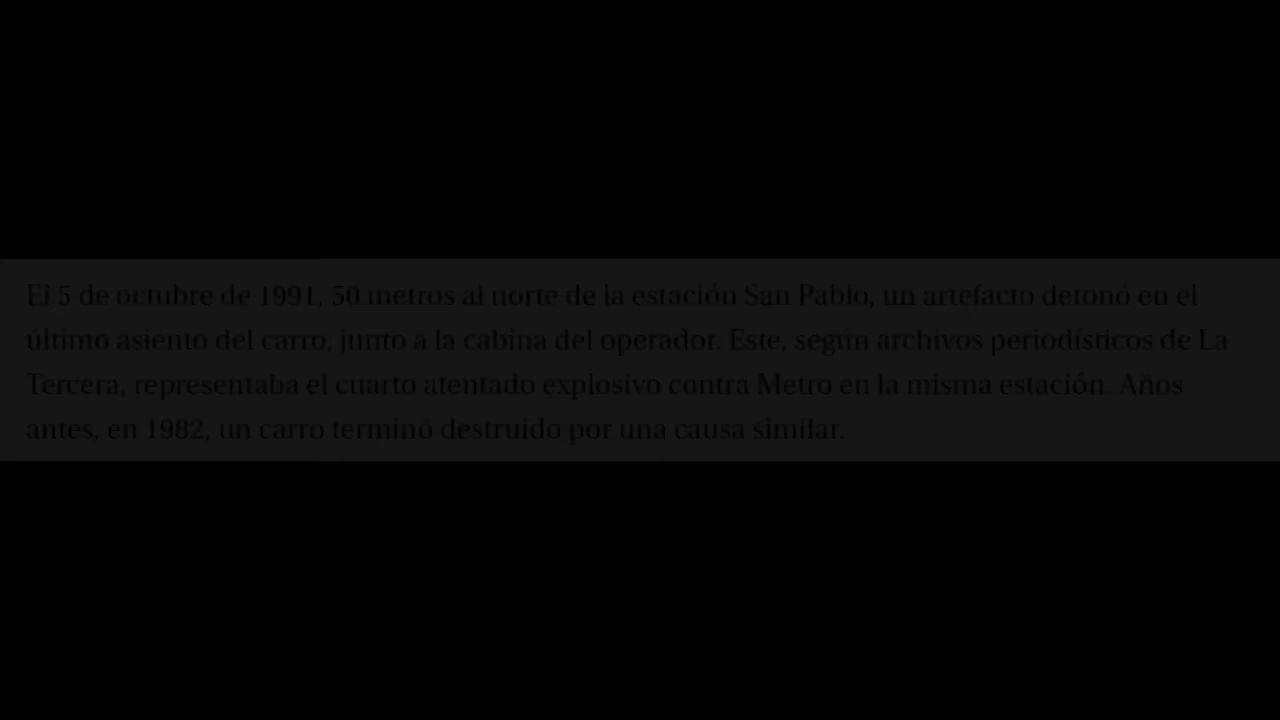 El 5 de octubre de 1991, 50 metros al norte de la estación San Pablo, un artefacto detonó en el
último asiento del carro, junto a la cabina del operador. Este, según archivos periodísticos de La
Tercera, representaba el cuarto atentado explosivo contra Metro en la misma estación. Años
antes, en 1982, un carro terminó destruido por una causa similar.